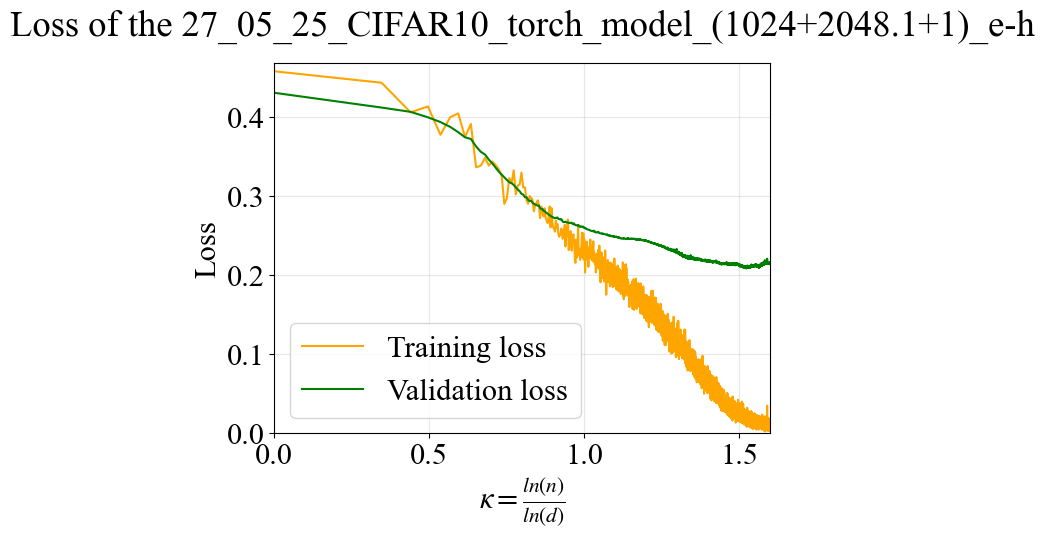 Loss of the 27_05_25_CIFAR10_torch_model_(1024+2048.1+1)_e-h
0.4
0.3
0.2
0.1
0.0
Loss
Training loss
Validation loss
0.0 0.5 1.0 1.5
κ = ln(n)/ln(d)